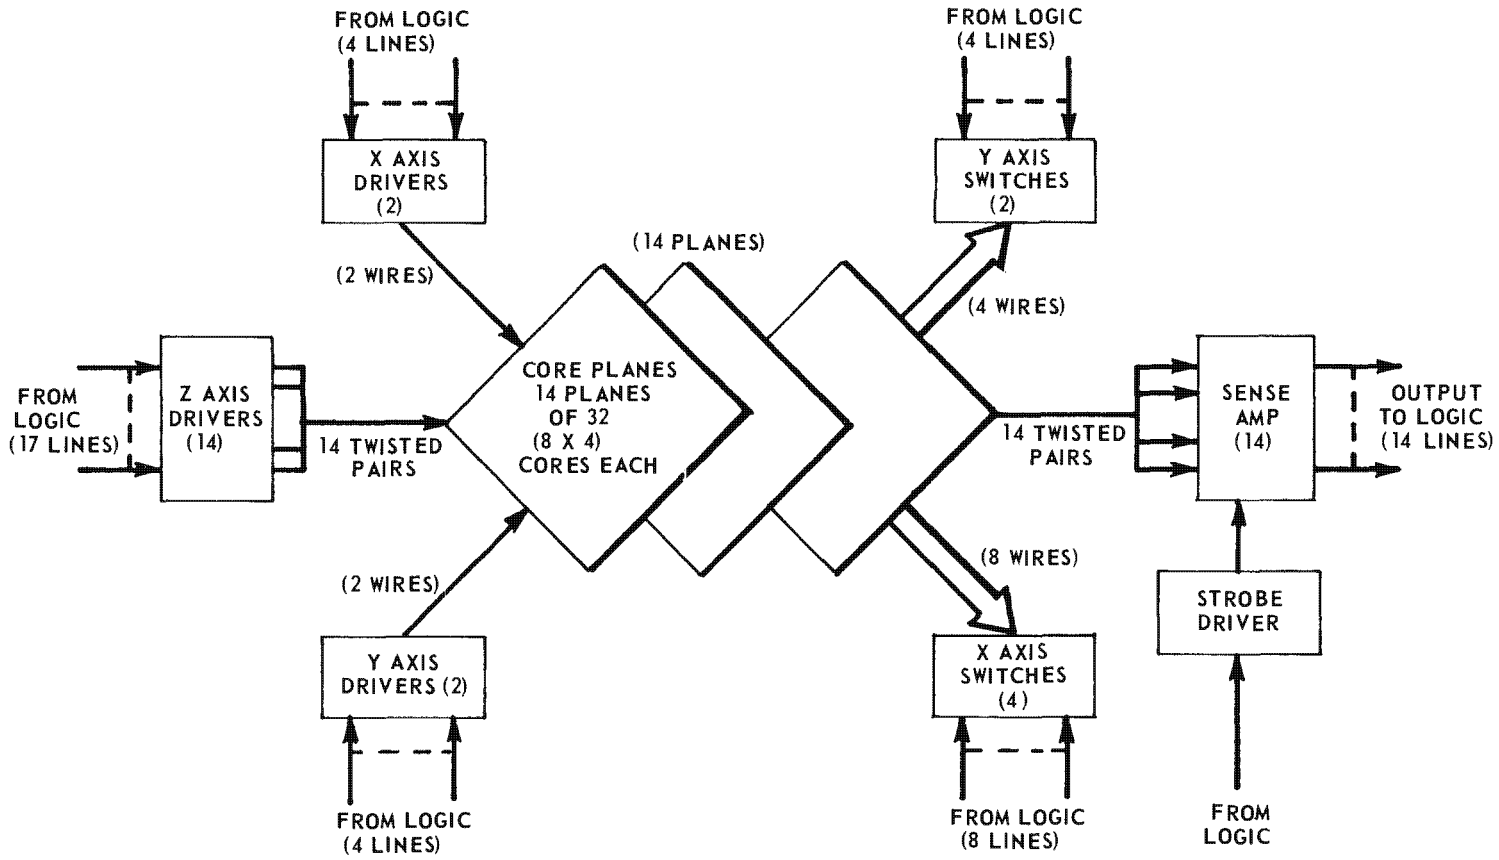 FROM LOGIC
(4 LINES)
FROM LOGIC
(4 LINES)
X AXIS
DRIVERS
(2)
Y AXIS
SWITCHES
(2)
(14 PLANES)
(2 WIRES)
(4 WIRES)
FROM
LOGIC
(17 LINES)
Z AXIS
DRIVERS
(14)
14 TWISTED
PAIRS
CORE PLANES
14 PLANES
OF 32
(8 X 4)
CORES EACH
14 TWISTED
PAIRS
SENSE
AMP
(14)
OUTPUT
TO LOGIC
(14 LINES)
(2 WIRES)
(8 WIRES)
STROBE
DRIVER
Y AXIS
DRIVERS (2)
X AXIS
SWITCHES
(4)
FROM LOGIC
(4 LINES)
FROM LOGIC
(8 LINES)
FROM
LOGIC